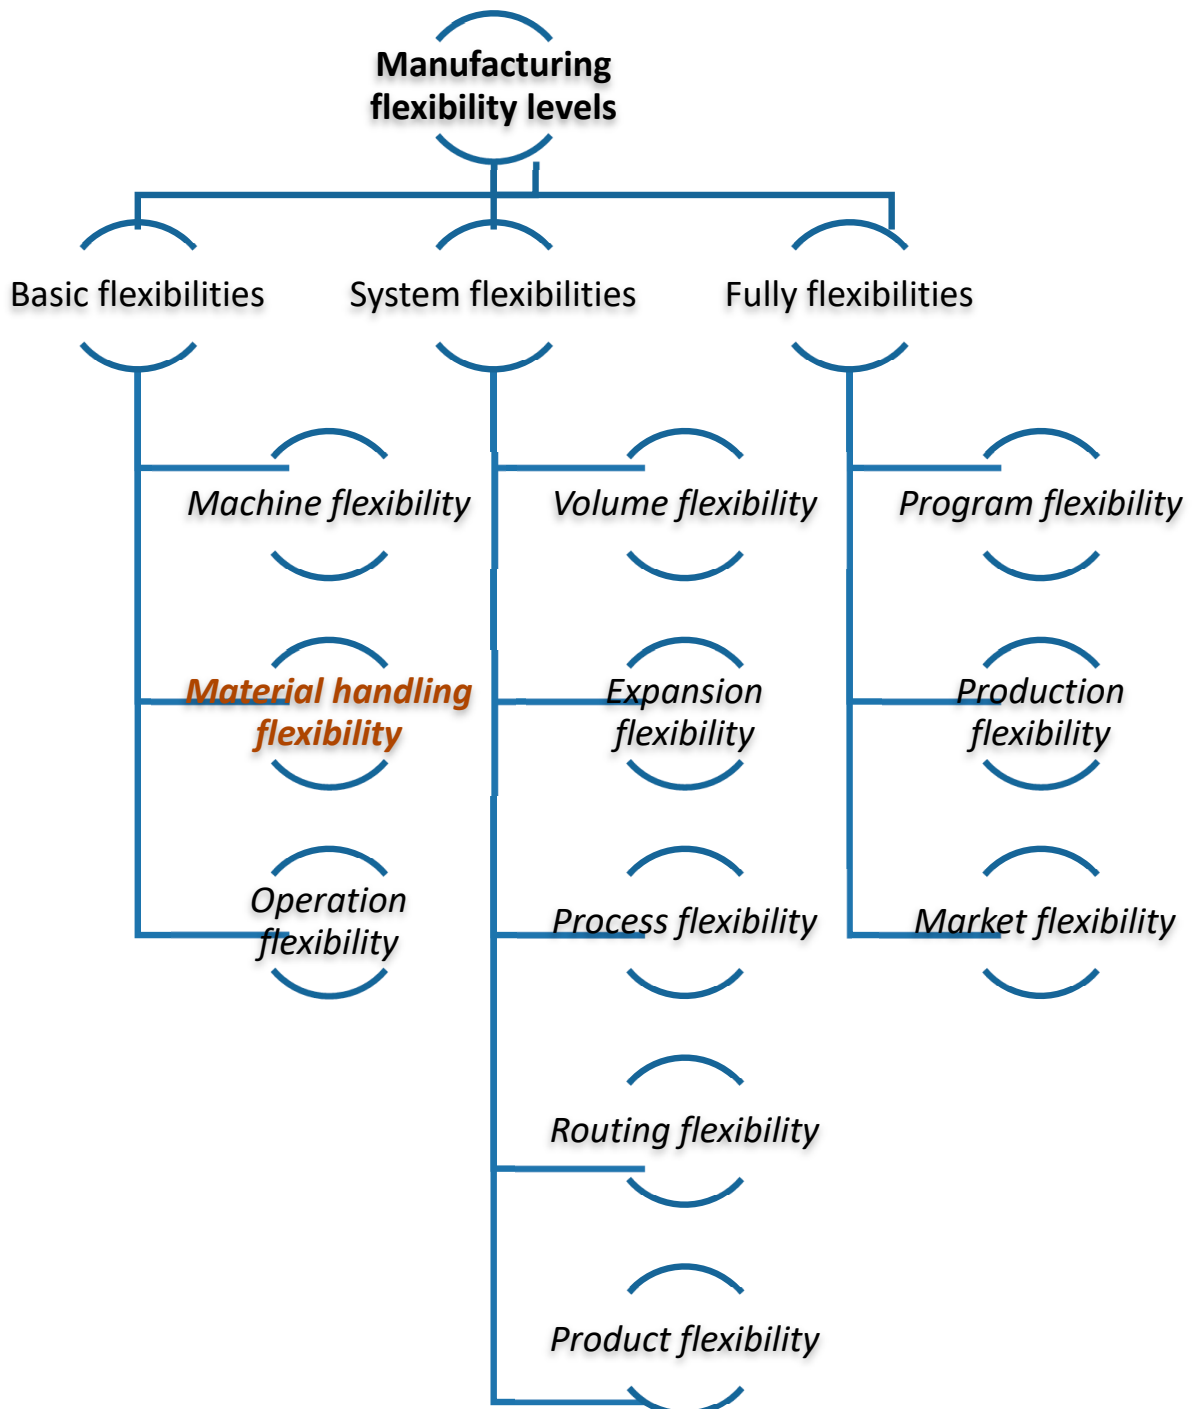 Manufacturing
flexibility levels
Basic flexibilities
System flexibilities
Fully flexibilities
Machine flexibility
Volume flexibility
Program flexibility
Material handling
flexibility
Expansion
flexibility
Production
flexibility
Operation
flexibility
Process flexibility
Market flexibility
Routing flexibility
Product flexibility